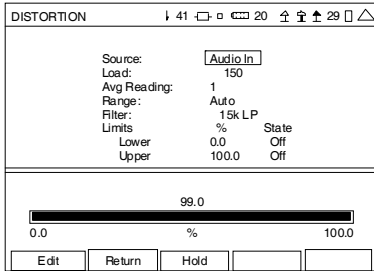 DISTORTION 41 20 29
Source: Audio In
Load: 150
Avg Reading: 1
Range: Auto
Filter: 15k LP
Limits % State
Lower 0.0 Off
Upper 100.0 Off
99.0
0.0 % 100.0
Edit Return Hold